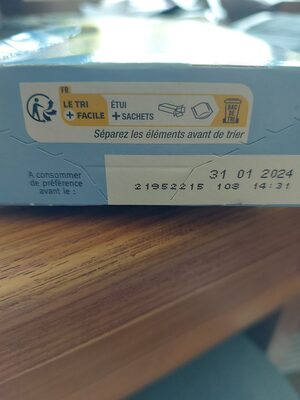 FR
LE TRI
+ FACILE
ÉTUI
+ SACHETS
BAC
DE
TRI
Séparez les éléments avant de trier
A consommer
de préférence
avant le :
31 01 2024
21952215 108 14:31